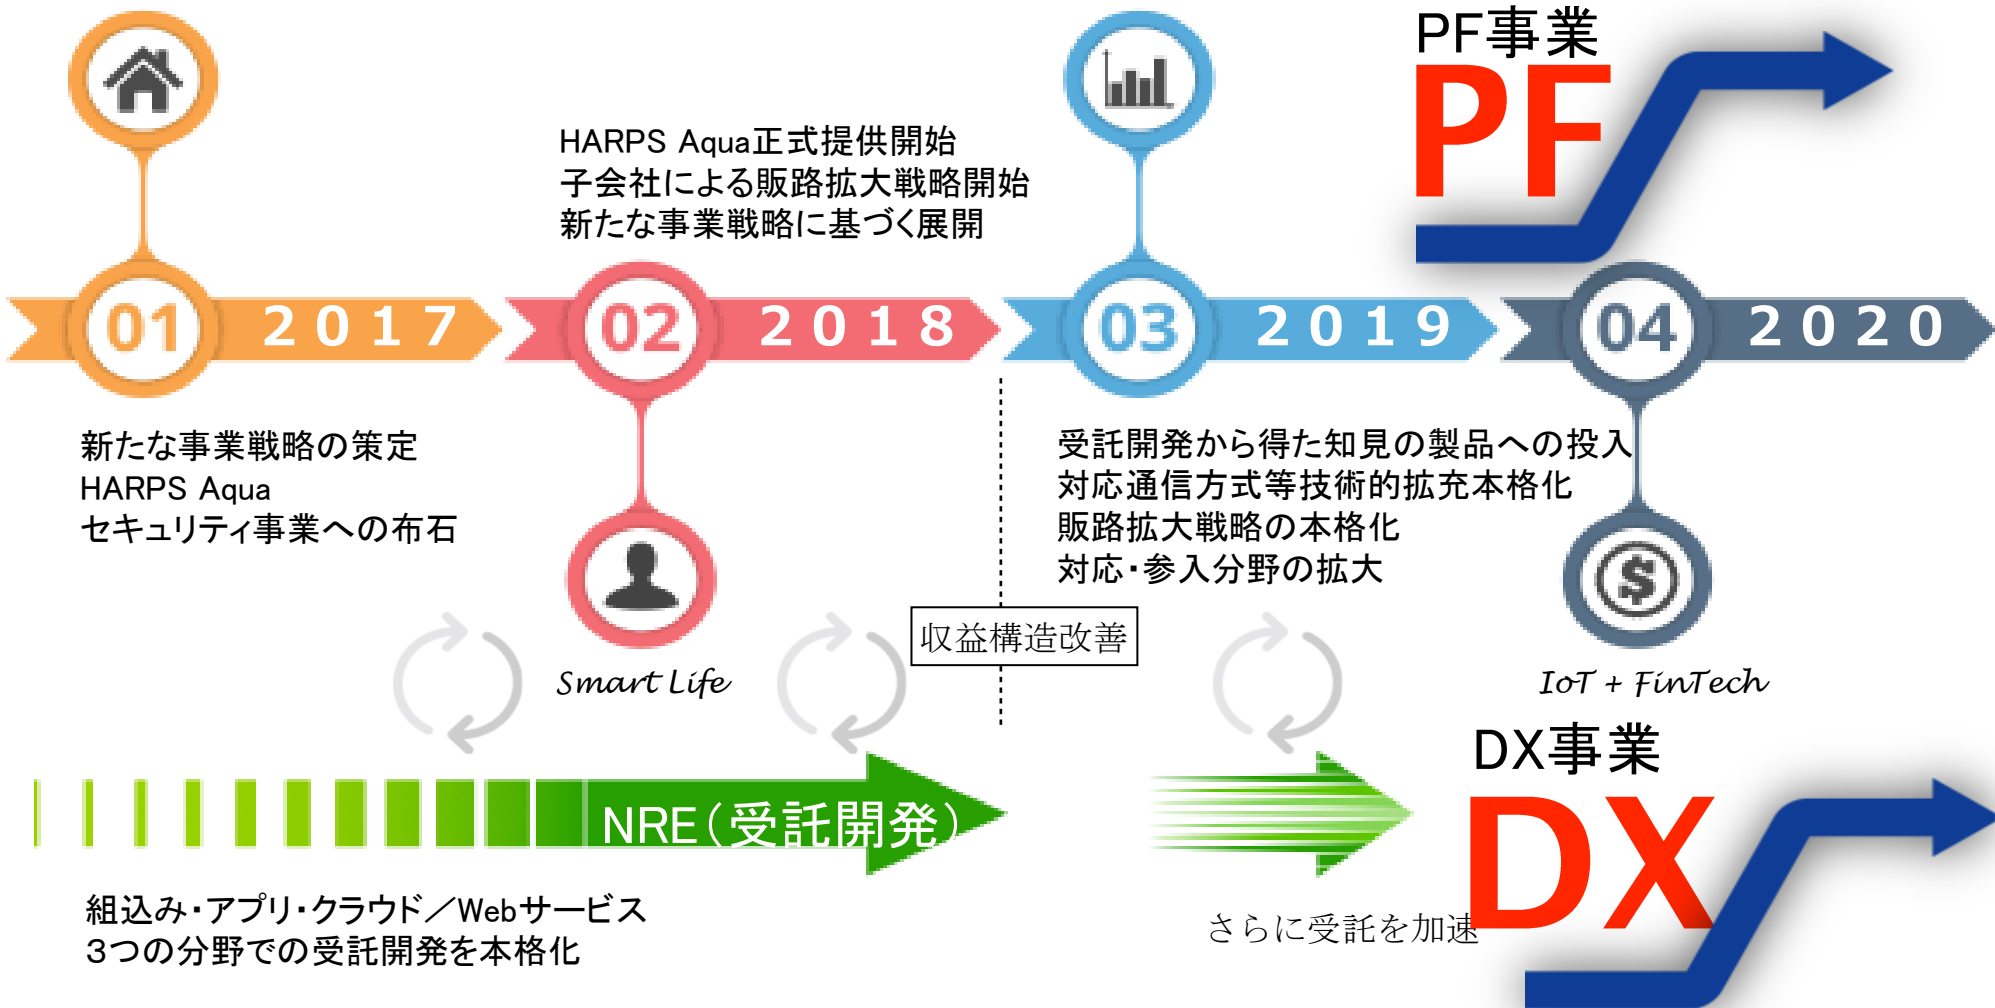 PF事業
PF
HARPS Aqua正式提供開始
子会社による販路拡大戦略開始
新たな事業戦略に基づく展開
01
2017
02
2018
03
2019
04
2020
新たな事業戦略の策定
HARPS Aqua
セキュリティ事業への布石
受託開発から得た知見の製品への投入
対応通信方式等技術的拡充本格化
販路拡大戦略の本格化
対応・参入分野の拡大
$
収益構造改善
Smart Life
IoT + FinTech
DX事業
DX
NRE（受託開発）
組込み・アプリ・クラウド／Webサービス
３つの分野での受託開発を本格化
さらに受託を加速